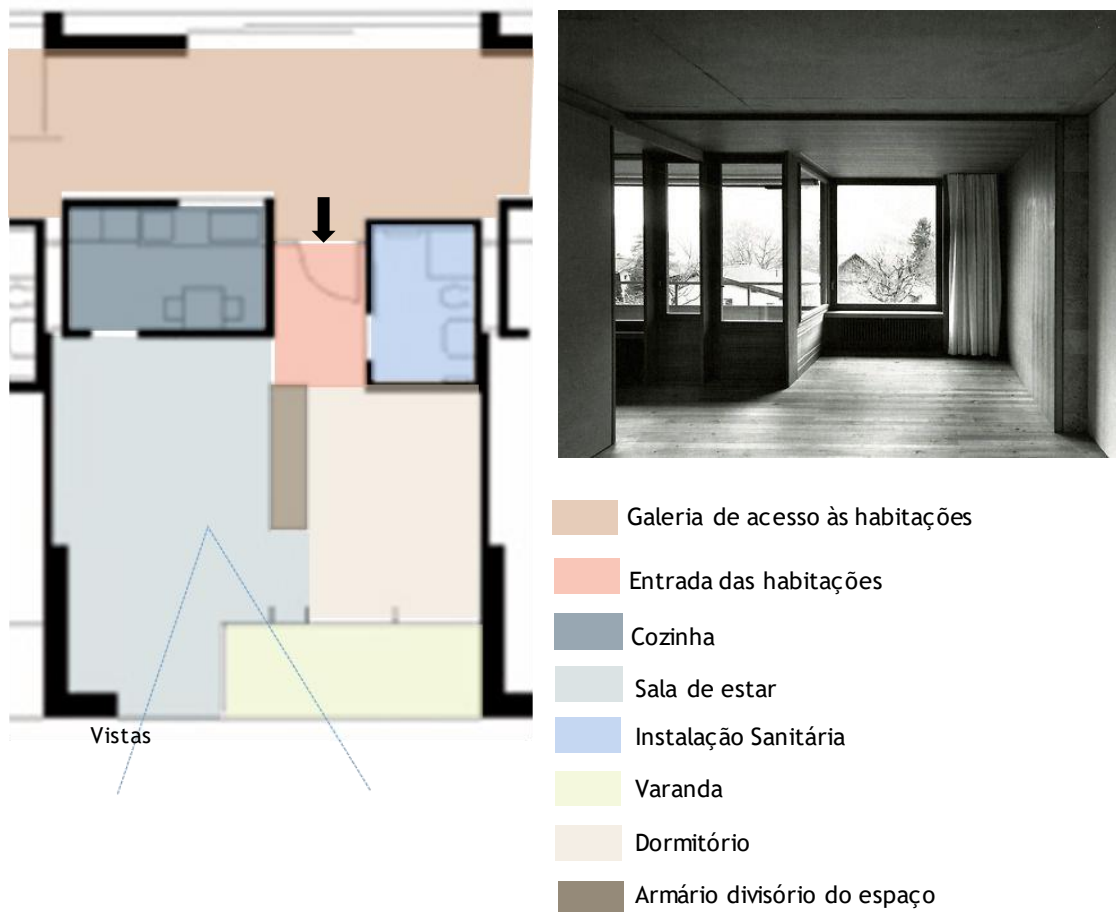 Vistas
Galeria de acesso às habitações
Entrada das habitações
Cozinha
Sala de estar
Instalação Sanitária
Varanda
Dormitório
Armário divisório do espaço